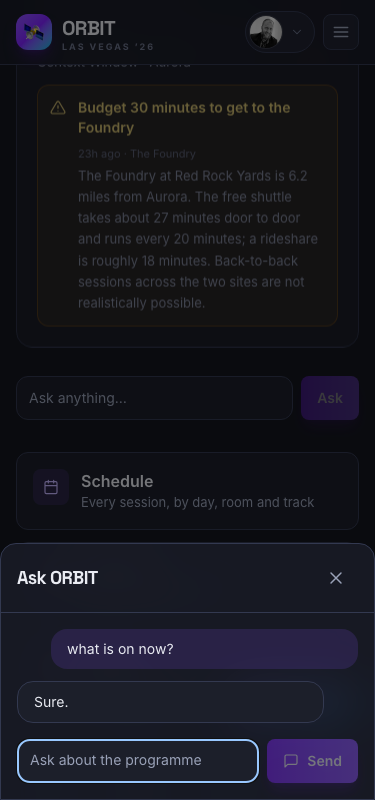 ORBIT
LAS VEGAS '26
Budget 30 minutes to get to the
Foundry
23h ago · The Foundry
The Foundry at Red Rock Yards is 6.2
miles from Aurora. The free shuttle
takes about 27 minutes door to door
and runs every 20 minutes; a rideshare
is roughly 18 minutes. Back-to-back
sessions across the two sites are not
realistically possible.
Ask anything...
Ask
Schedule
Every session, by day, room and track
Ask ORBIT
what is on now?
Sure.
Ask about the programme
Send